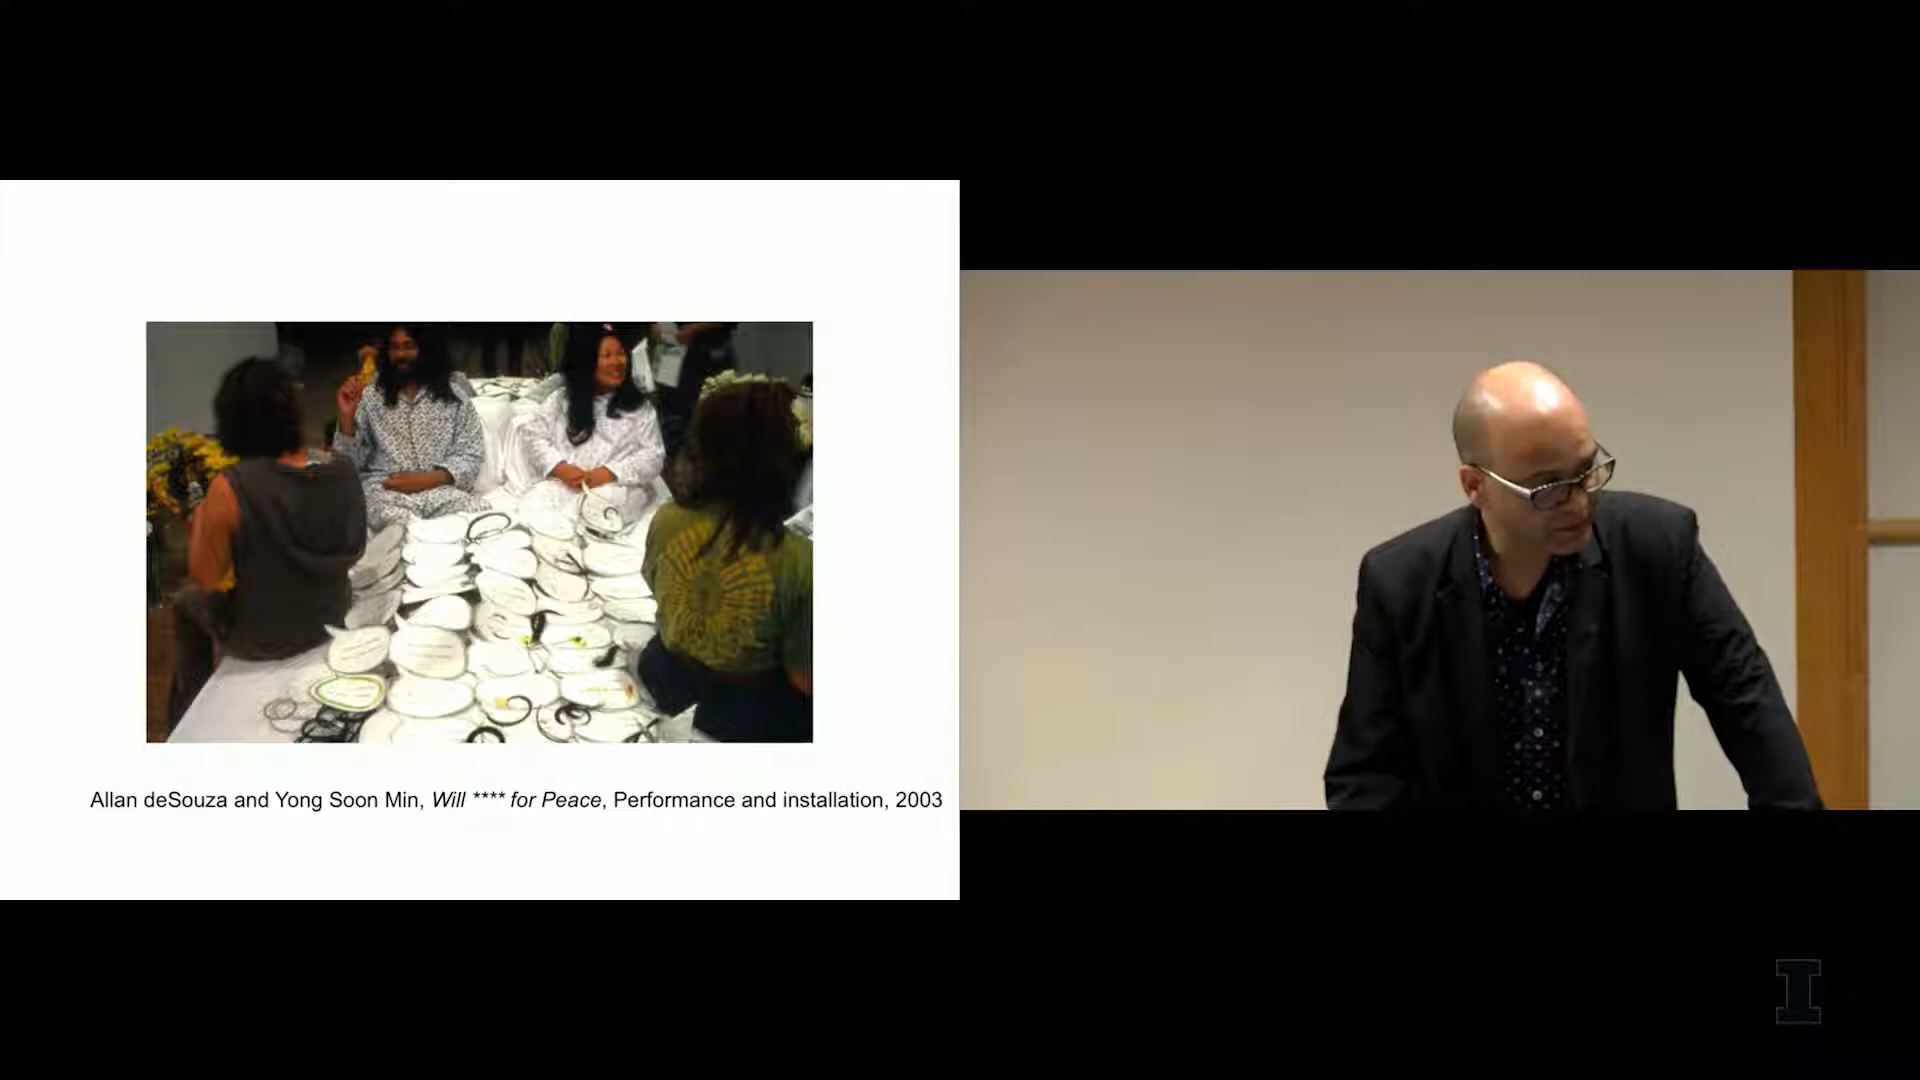 Allan deSouza and Yong Soon Min, Will **** for Peace, Performance and installation, 2003